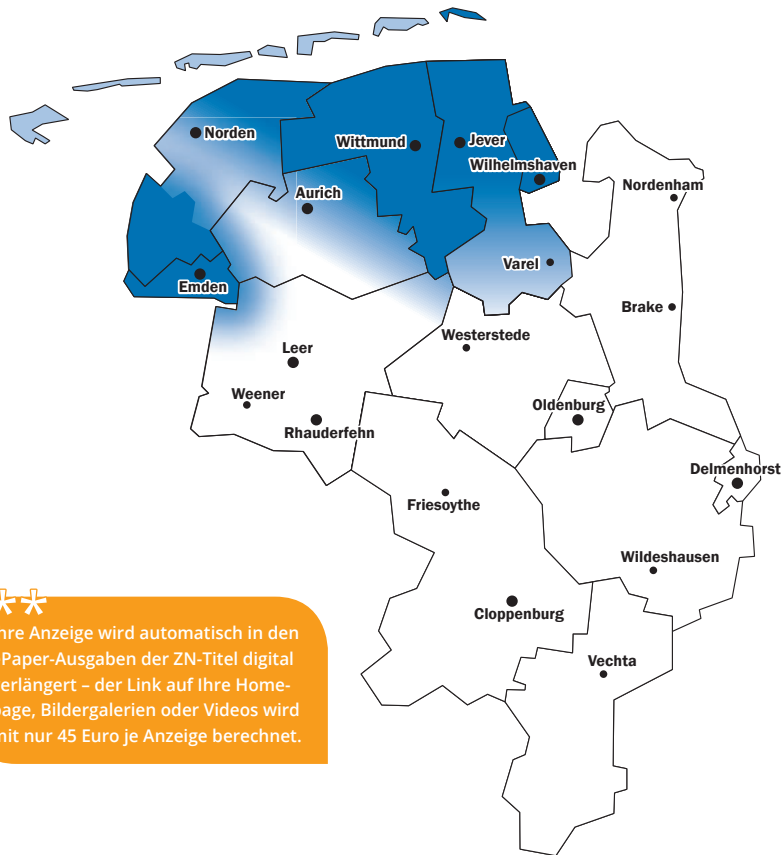 Norden
Wittmund
Jever
Wilhelmshaven
Nordenham
Aurich
Varel
Emden
Brake
Westerstede
Leer
Weener
Oldenburg
Rhauderfehn
Delmenhorst
Friesoythe
Wildeshausen
Cloppenburg
Vechta
**
hre Anzeige wird automatisch in den
Paper-Ausgaben der ZN-Titel digital
erlängert – der Link auf Ihre Home-
page, Bildergalerien oder Videos wird
mit nur 45 Euro je Anzeige berechnet.